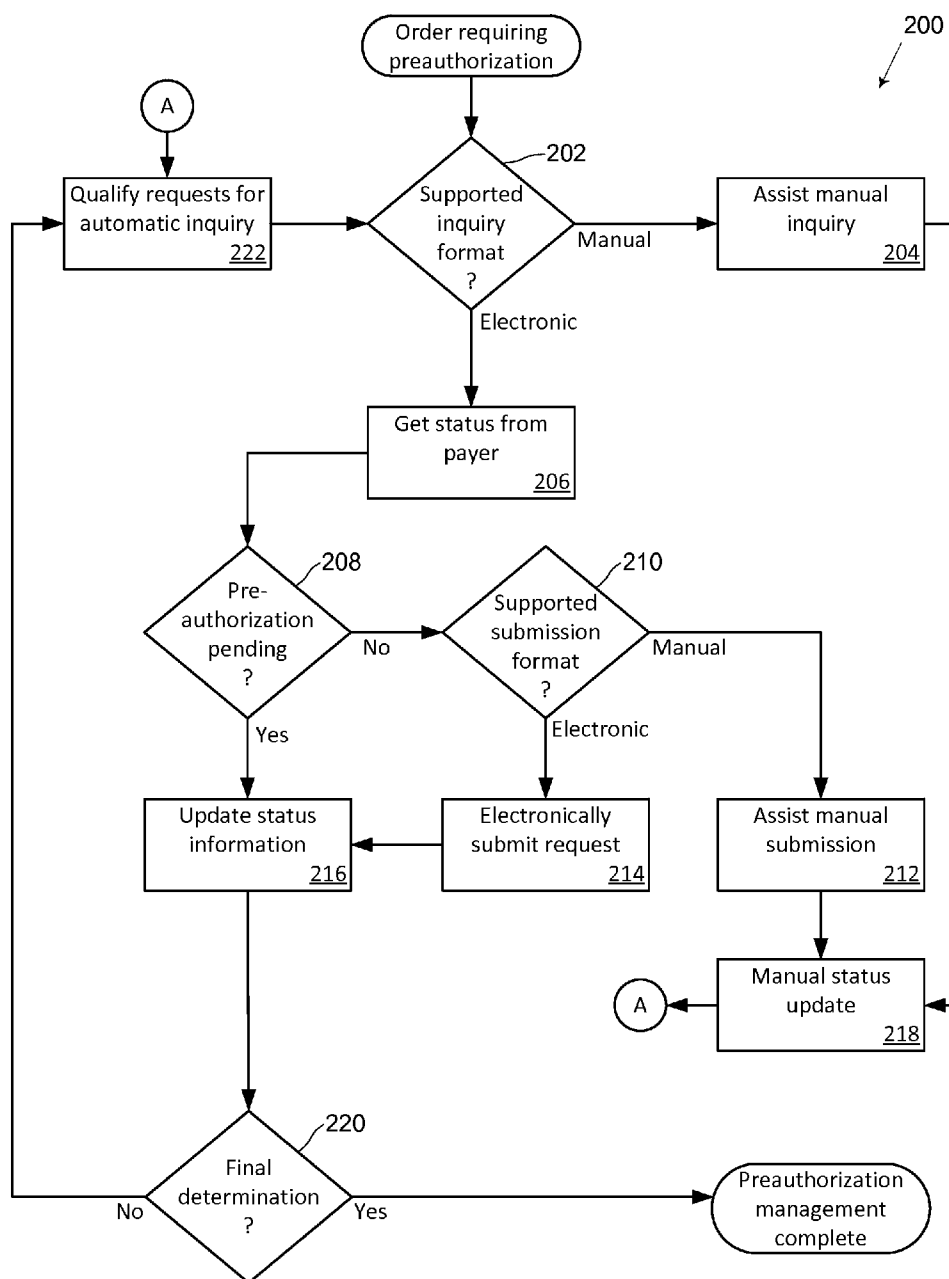 Order requiring
preauthorization
200
A
202
Qualify requests for
automatic inquiry
222
Supported
inquiry
format
?
Manual
Assist manual
inquiry
204
Electronic
Get status from
payer
206
208
Pre-
authorization
pending
?
No
210
Supported
submission
format
?
Manual
Yes
Electronic
Update status
information
216
Electronically
submit request
214
Assist manual
submission
212
A
Manual status
update
218
220
Final
determination
?
No
Yes
Preauthorization
management
complete